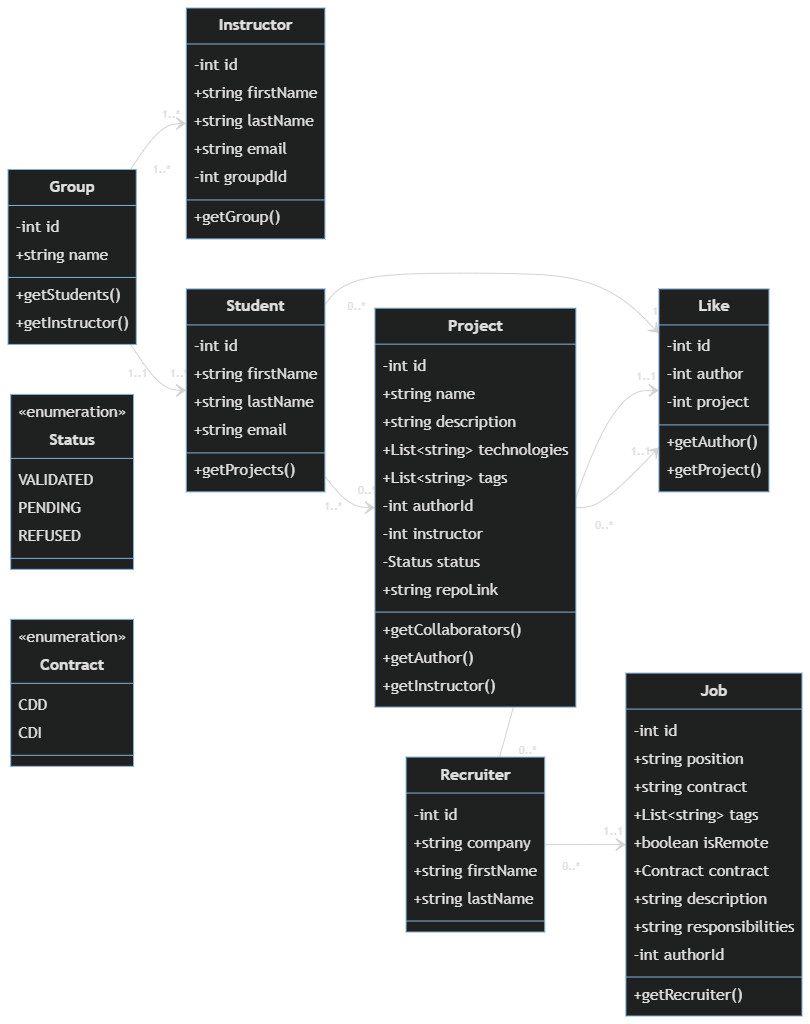 Instructor
-int id
+string firstName
+string lastName
+string email
-int groupdId
+getGroup()
1..*
1..*
Group
-int id
+string name
+getStudents()
+getInstructor()
1..1
1..1
Student
-int id
+string firstName
+string lastName
+string email
+getProjects()
0..*
1..*
0..*
Project
-int id
+string name
+string description
+List<string> technologies
+List<string> tags
-int authorId
-int instructor
-Status status
+string repoLink
+getCollaborators()
+getAuthor()
+getInstructor()
Like
-int id
-int author
-int project
+getAuthor()
+getProject()
1..1
1..1
0..*
«enumeration»
Status
VALIDATED
PENDING
REFUSED
«enumeration»
Contract
CDD
CDI
0..*
Recruiter
-int id
+string company
+string firstName
+string lastName
1..1
0..*
Job
-int id
+string position
+string contract
+List<string> tags
+boolean isRemote
+Contract contract
+string description
+string responsibilities
-int authorId
+getRecruiter()